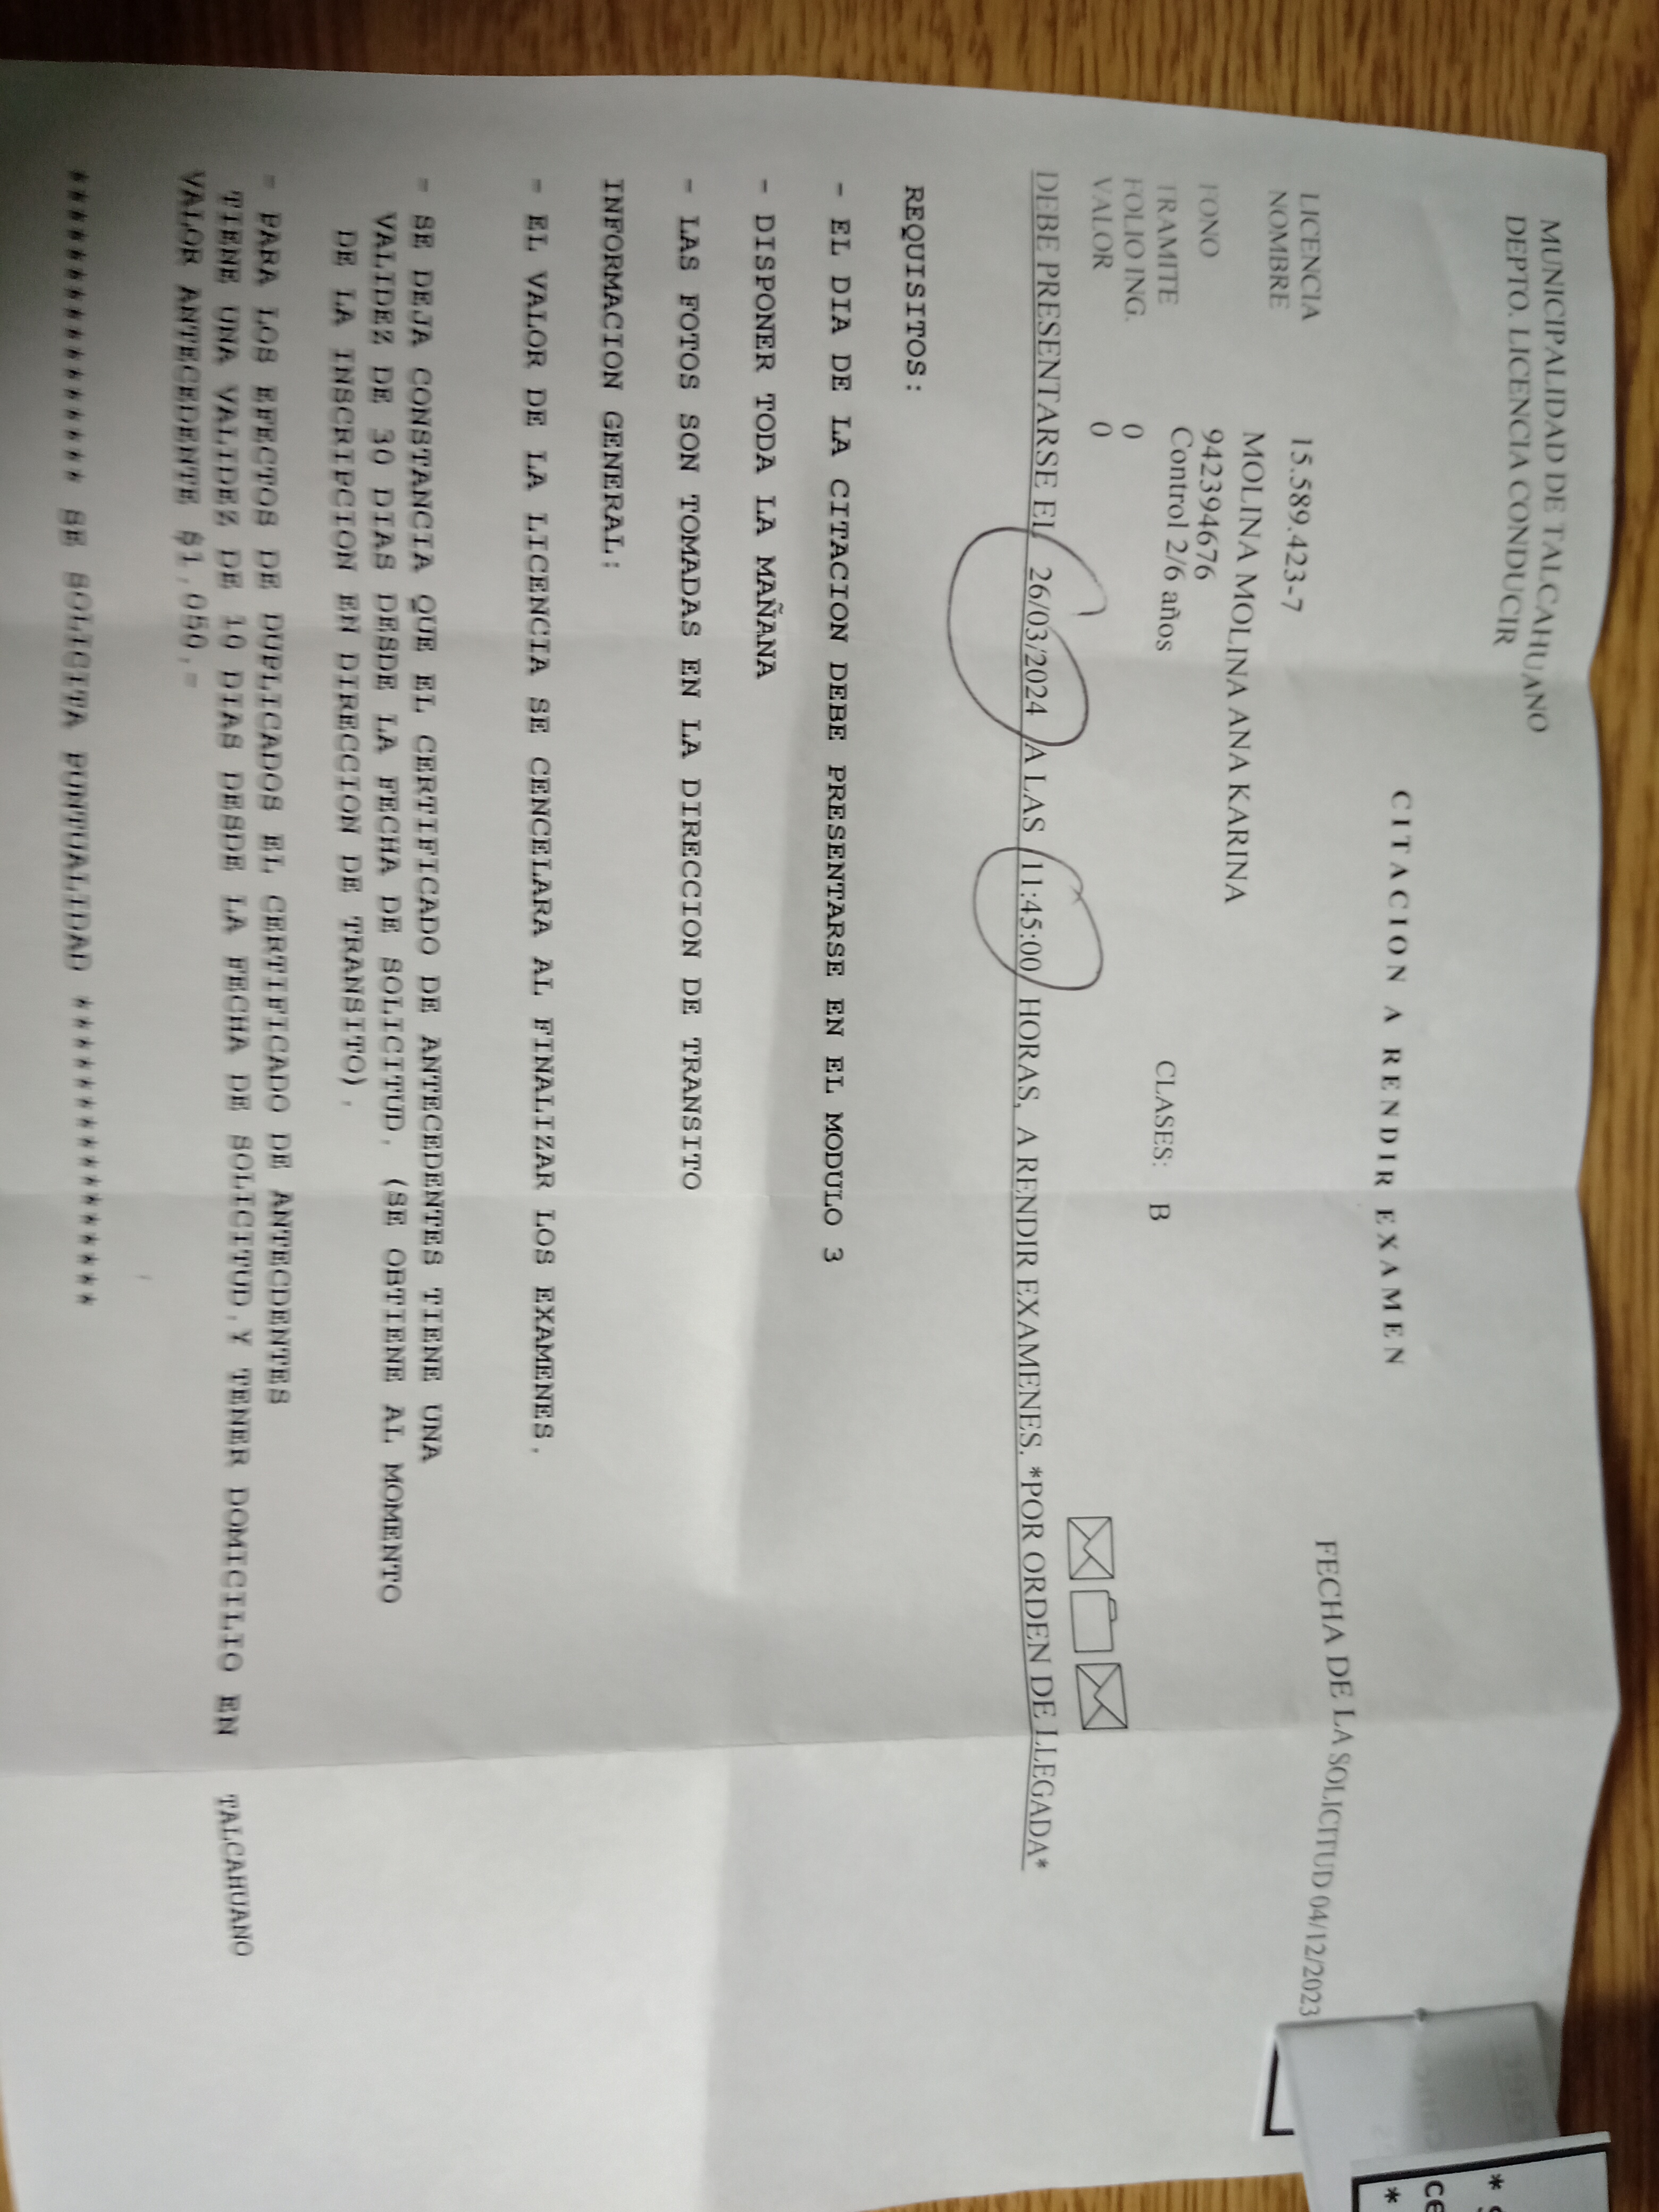 MUNICIPALIDAD DE TALCAHUANO
DEPTO. LICENCIA CONDUCIR
CITACION A RENDIR EXAMEN
FECHA DE LA SOLICITUD 04/12/2023
LICENCIA 15.589.423-7
NOMBRE MOLINA MOLINA ANA KARINA
FONO 942394676
TRAMITE Control 2/6 años CLASES: B
FOLIO ING. 0
VALOR 0
DEBE PRESENTARSE EL 26/03/2024 A LAS 11:45:00 HORAS, A RENDIR EXAMENES. *POR ORDEN DE LLEGADA*
REQUISITOS:
- EL DIA DE LA CITACION DEBE PRESENTARSE EN EL MODULO 3
- DISPONER TODA LA MAÑANA
- LAS FOTOS SON TOMADAS EN LA DIRECCION DE TRANSITO
INFORMACION GENERAL:
- EL VALOR DE LA LICENCIA SE CENCELARA AL FINALIZAR LOS EXAMENES.
- SE DEJA CONSTANCIA QUE EL CERTIFICADO DE ANTECEDENTES TIENE UNA
VALIDEZ DE 30 DIAS DESDE LA FECHA DE SOLICITUD. (SE OBTIENE AL MOMENTO
DE LA INSCRIPCION EN DIRECCION DE TRANSITO).
- PARA LOS EFECTOS DE DUPLICADOS EL CERTIFICADO DE ANTECDENTES
TIENE UNA VALIDEZ DE 10 DIAS DESDE LA FECHA DE SOLICITUD.Y TENER DOMICILIO EN TALCAHUANO
VALOR ANTECEDENTE $1.050.-
**************** SE SOLICITA PUNTUALIDAD ****************